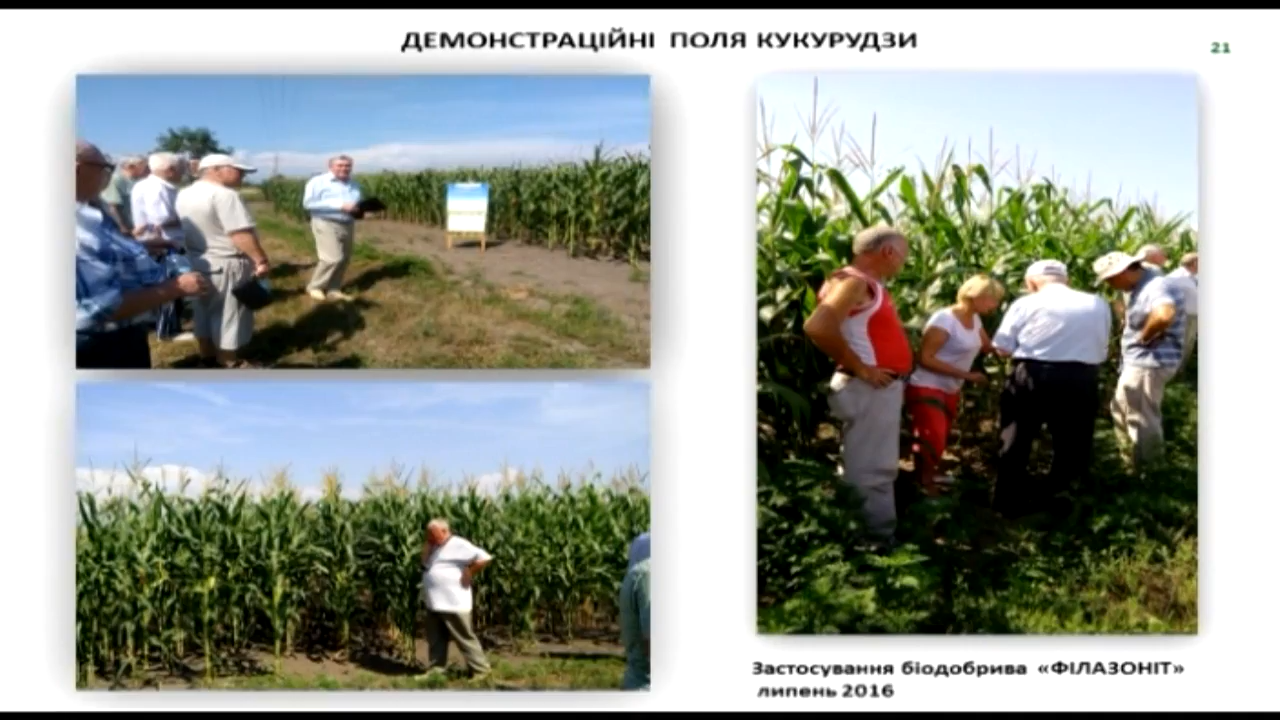 ДЕМОНСТРАЦІЙНІ ПОЛЯ КУКУРУДЗИ
21
Застосування біодобрива «ФІЛАЗОНІТ»
липень 2016